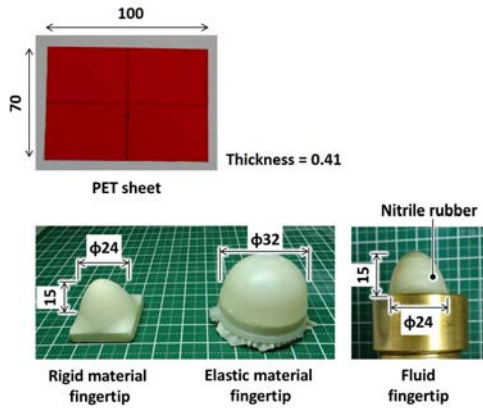 100
70
Thickness = 0.41
PET sheet
Nitrile rubber
ϕ24
ϕ32
15
15
ϕ24
Rigid material
fingertip
Elastic material
fingertip
Fluid
fingertip